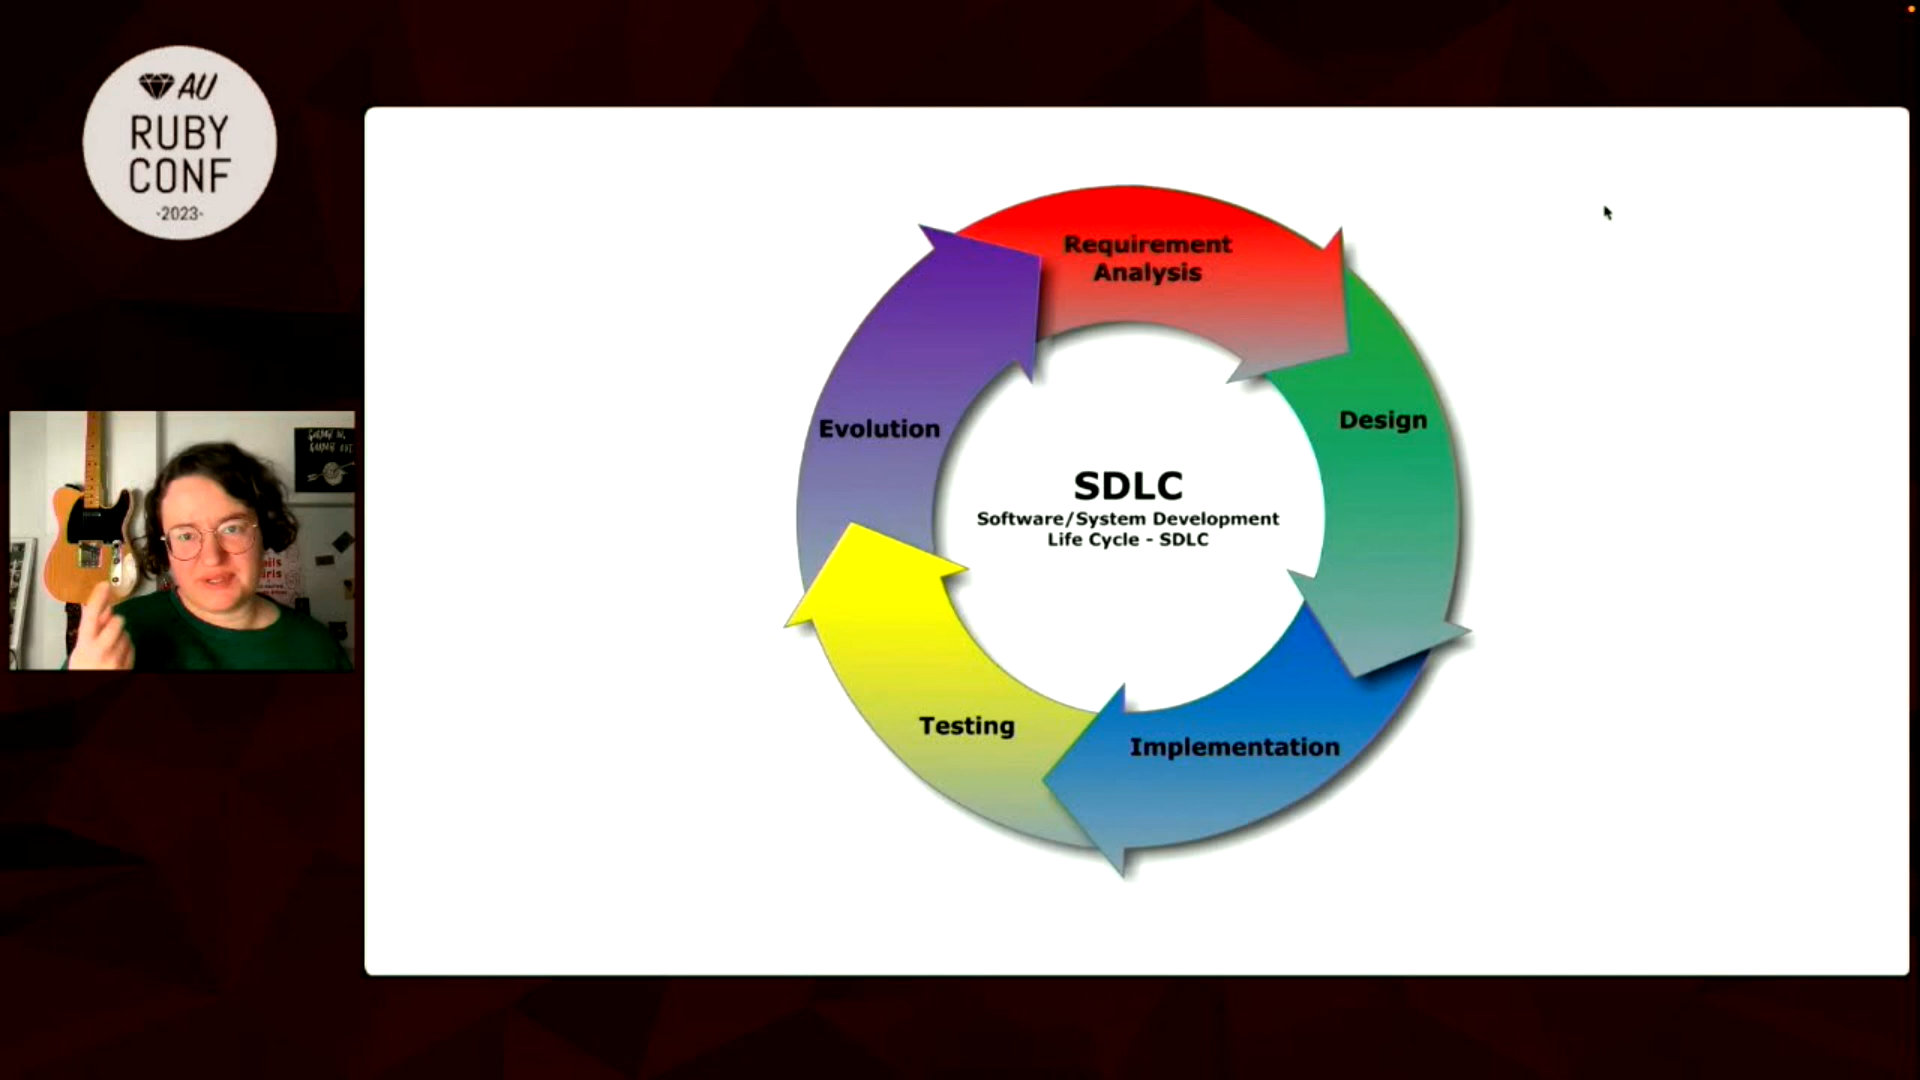 AU
RUBY
CONF
-2023-
Requirement
Analysis
Design
Evolution
SDLC
Software/System Development
Life Cycle - SDLC
Testing
Implementation